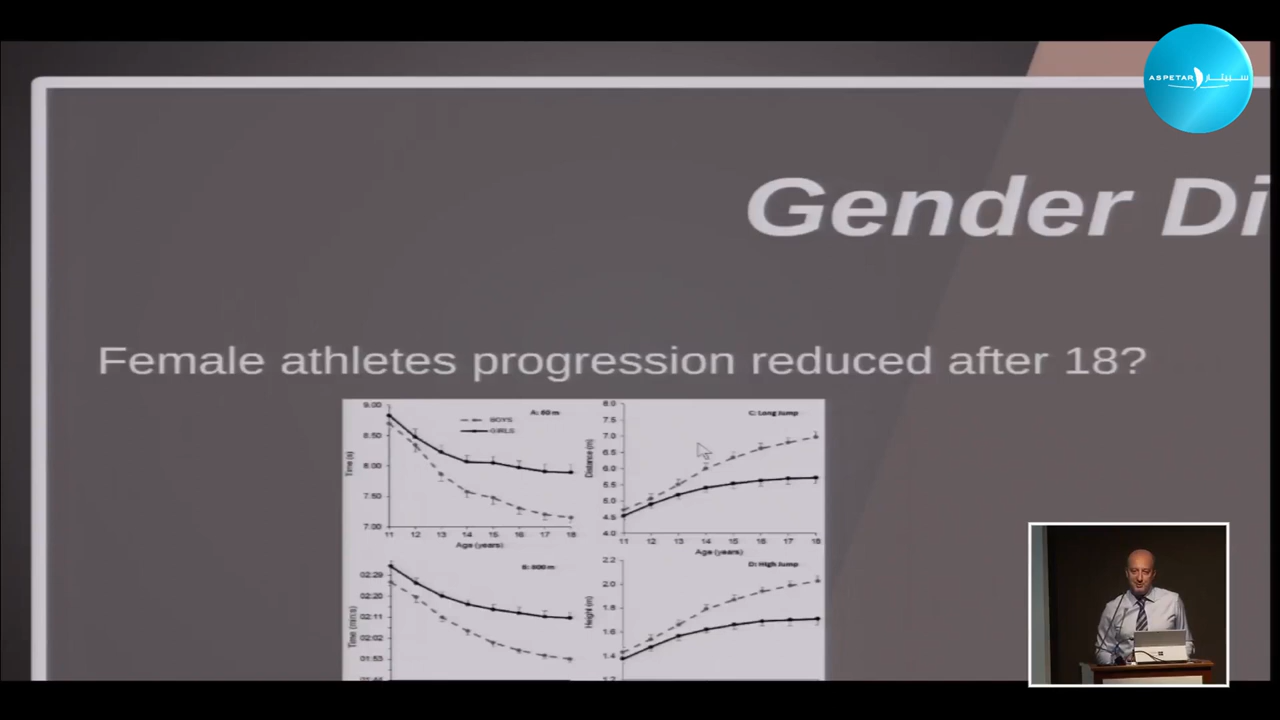 ASPETAR سبيتار
Gender Di
Female athletes progression reduced after 18?
9.00
8.50
8.00
7.50
7.00
Time (s)
A: 60 m
BOYS
GIRLS
11 12 13 14 15 16 17 18
Age (years)
8.0
7.5
7.0
6.5
6.0
5.5
5.0
4.5
4.0
Distance (m)
C: Long Jump
11 12 13 14 15 16 17 18
Age (years)
B: 800 m
02:29
02:20
02:11
02:02
01:53
D: High Jump
2.2
2.0
1.8
1.6
1.4
Height (m)